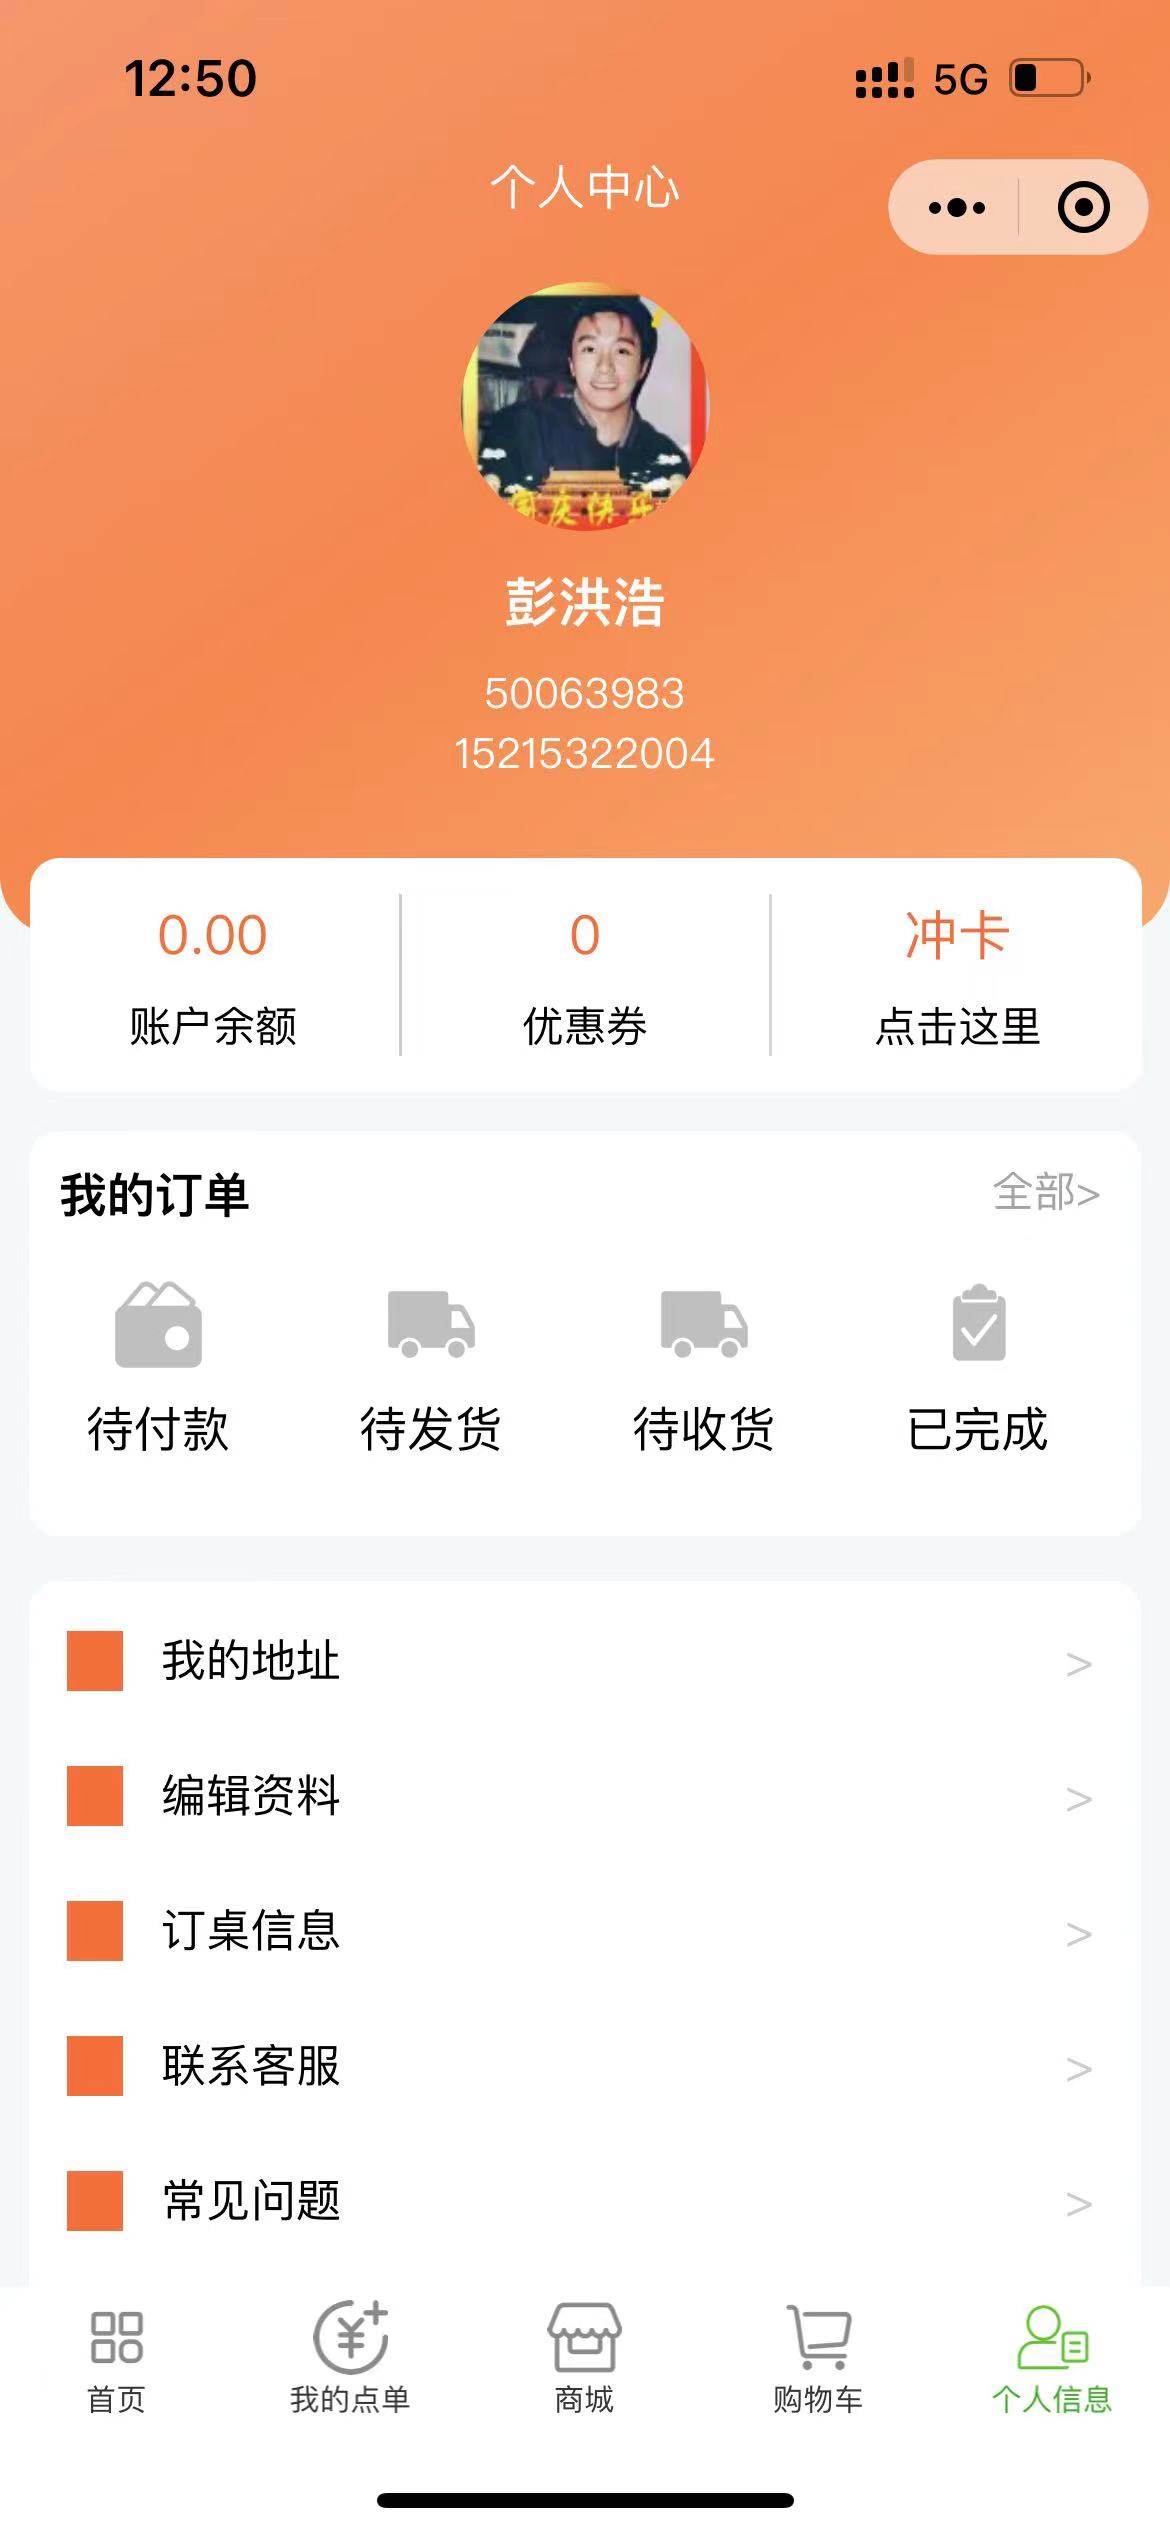 12:50
5G
个人中心
国庆快乐
彭洪浩
50063983
15215322004
0.00
0
冲卡
账户余额
优惠券
点击这里
我的订单
全部>
待付款
待发货
待收货
已完成
我的地址 >
编辑资料 >
订桌信息 >
联系客服 >
常见问题 >
首页
我的点单
商城
购物车
个人信息